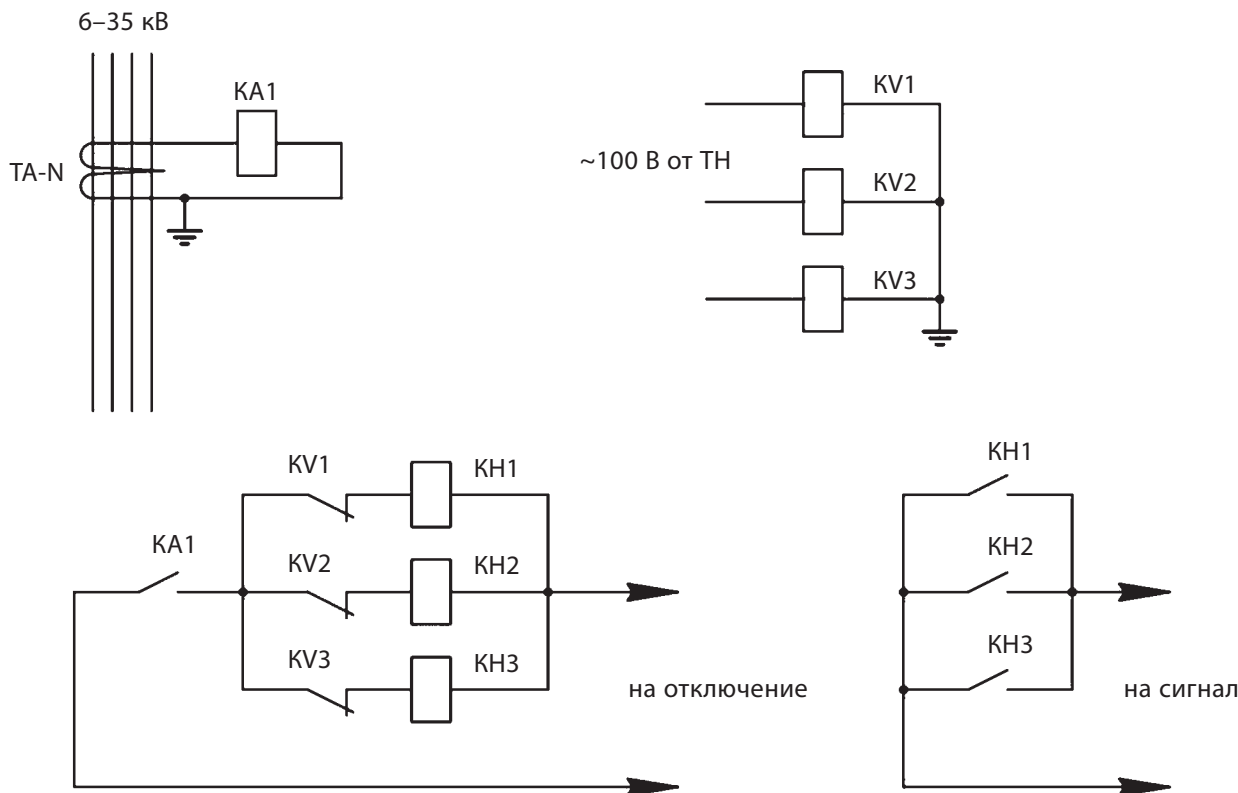 6–35 кВ
KA1
TA-N
KV1
~100 В от ТН
KV2
KV3
KV1
KH1
KA1
KV2
KH2
KV3
KH3
на отключение
KH1
KH2
KH3
на сигнал